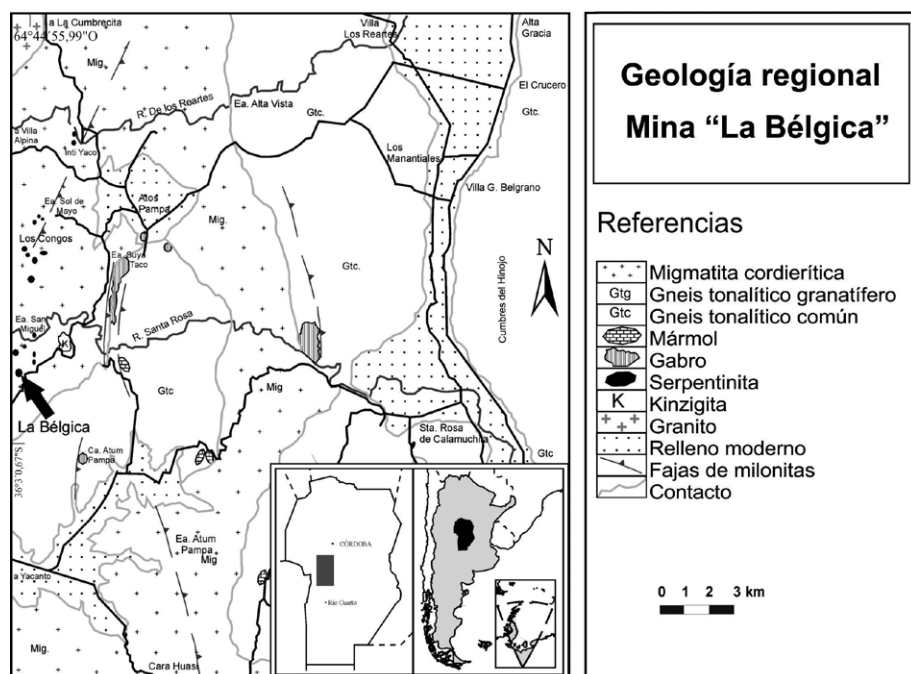 a La Cumbrecita
64°44´55,99"O
Mig.
Villa
Los Reartes
Alta
Gracia
El Crucero
R. De los Reartes
Ea. Alta Vista
Gtc.
Gtc.
a Villa
Alpina
Inti Yaco
Los
Manantiales
Villa G. Belgrano
Ea. Sol de
Mayo
Atos
Pampa
Mig.
Los Congos
Ea. Suya
Taco
Gtc.
N
Cumbres del Hinojo
Ea. San
Miguel
K
R. Santa Rosa
La Bélgica
Gtc
Mig
Sta. Rosa
de Calamuchita
Gtc
36°3´0,67"S
Ca. Atum
Pampa
Ea. Atum
Pampa
Mig
a Yacanto
Mig.
Cara Huasi
CÓRDOBA
Río Cuarto
Geología regional
Mina “La Bélgica”
Referencias
Migmatita cordierítica
Gtg Gneis tonalítico granatífero
Gtc Gneis tonalítico común
Mármol
Gabro
Serpentinita
K Kinzigita
Granito
Relleno moderno
Fajas de milonitas
Contacto
0 1 2 3 km